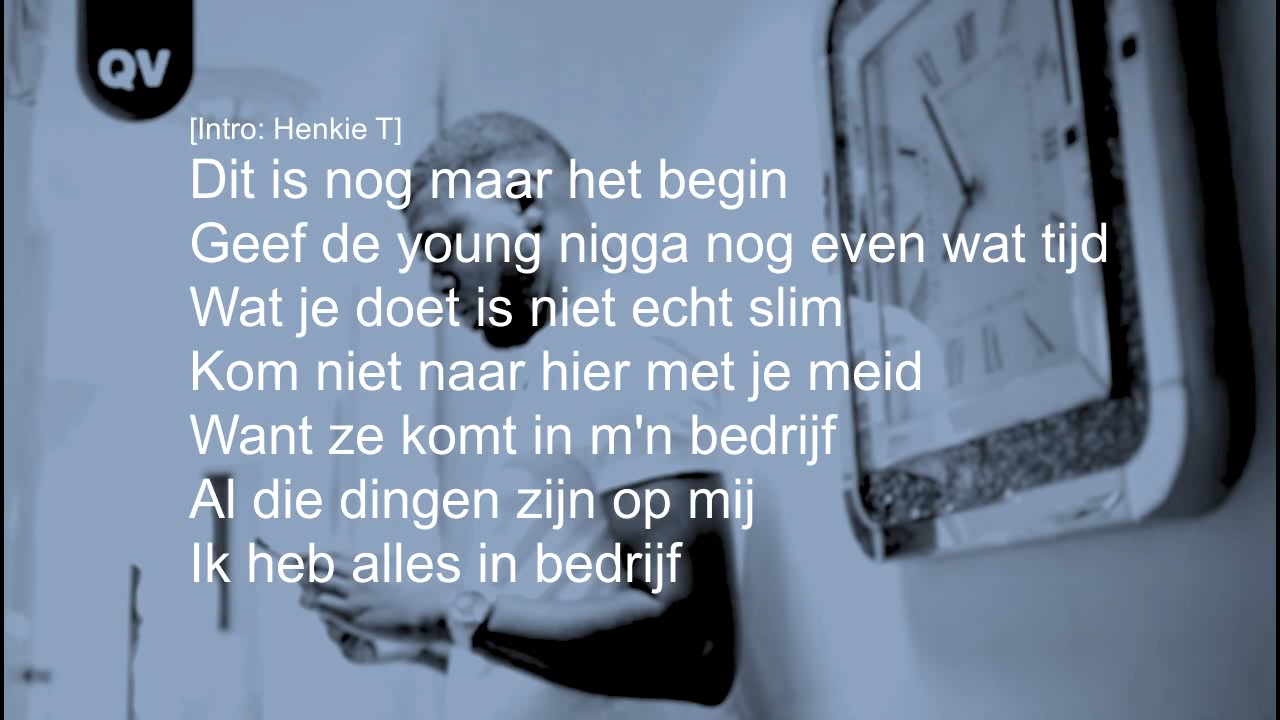 QV
[Intro: Henkie T]
Dit is nog maar het begin
Geef de young nigga nog even wat tijd
Wat je doet is niet echt slim
Kom niet naar hier met je meid
Want ze komt in m'n bedrijf
Al die dingen zijn op mij
Ik heb alles in bedrijf